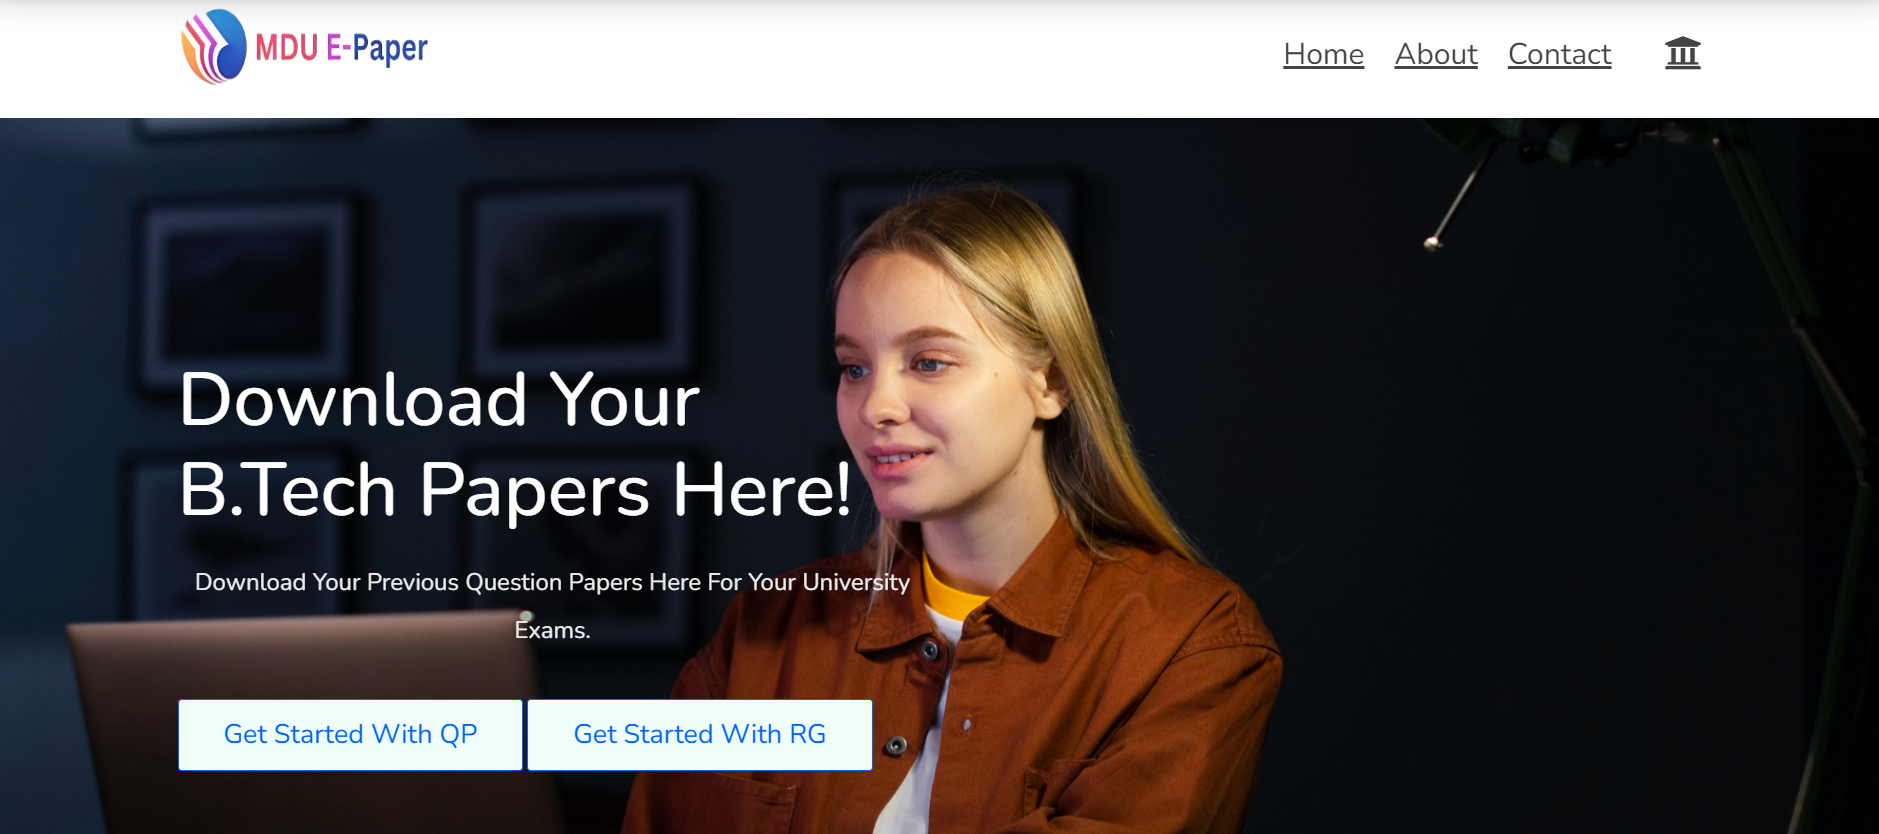 MDU E-Paper
Home About Contact
Download Your
B.Tech Papers Here!
Download Your Previous Question Papers Here For Your University
Exams.
Get Started With QP Get Started With RG